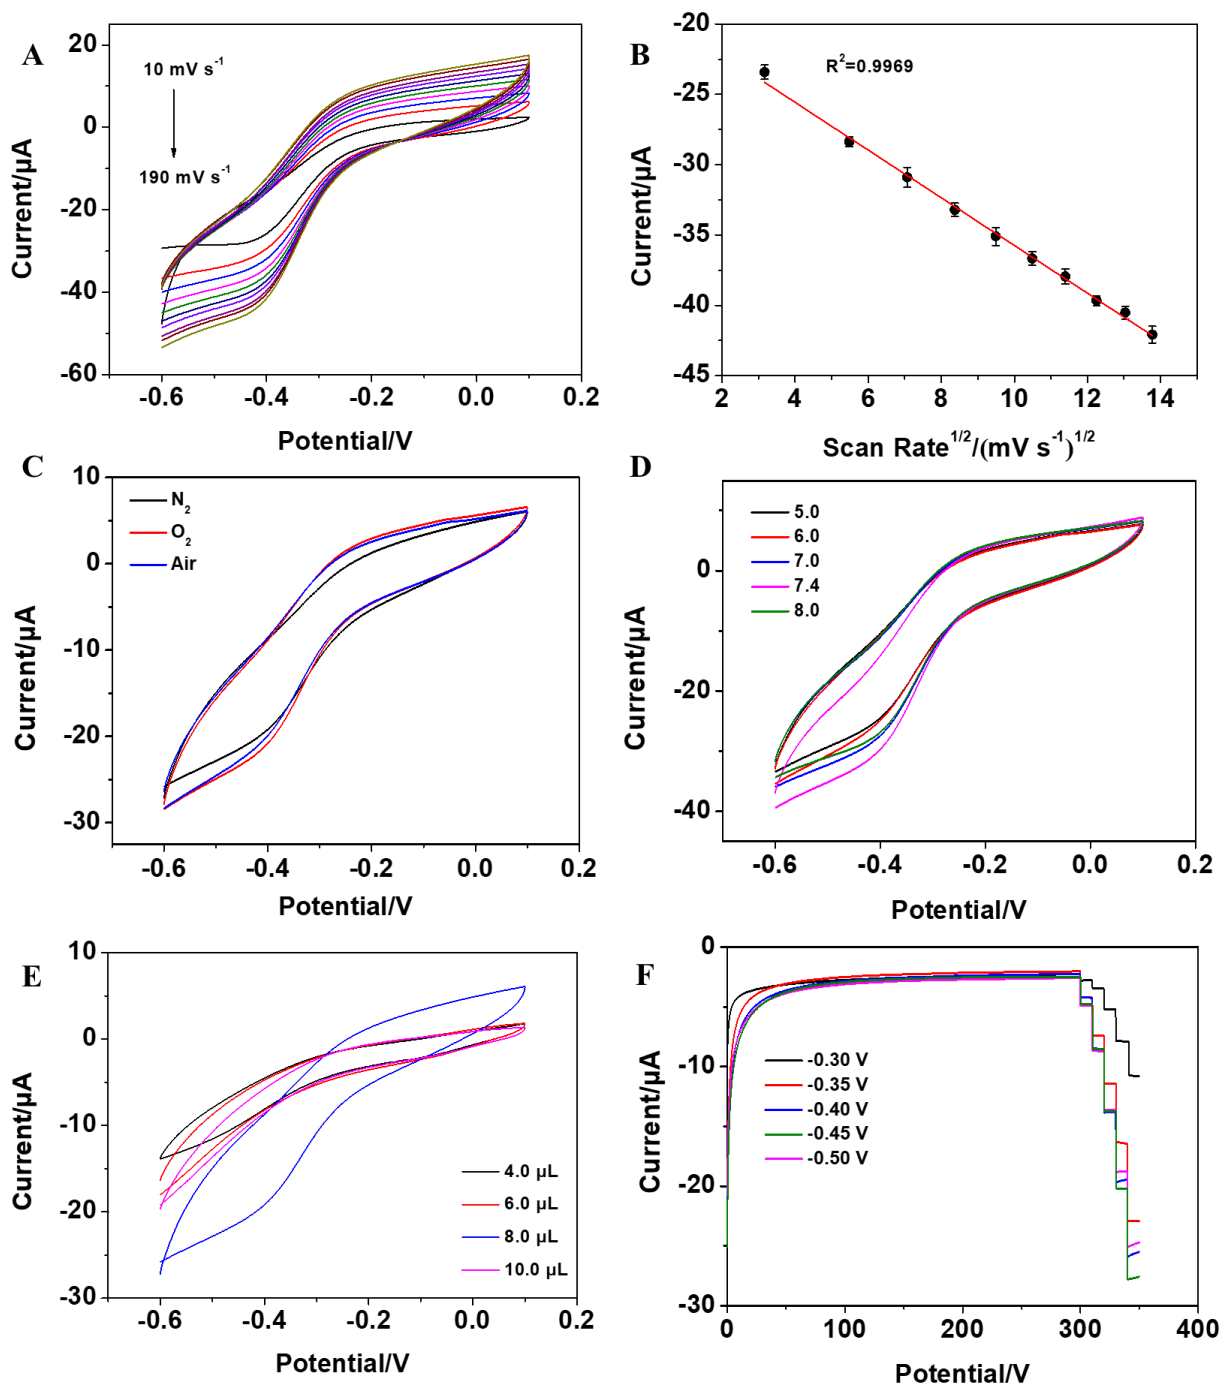 A
20
0
-20
-40
-60
Current/µA
10 mV s⁻¹
190 mV s⁻¹
-0.6 -0.4 -0.2 0.0 0.2
Potential/V
B
-20
-25
-30
-35
-40
-45
Current/µA
R²=0.9969
2 4 6 8 10 12 14
Scan Rate¹ᐟ²/(mV s⁻¹)¹ᐟ²
C
10
0
-10
-20
-30
Current/µA
N₂
O₂
Air
-0.6 -0.4 -0.2 0.0 0.2
Potential/V
D
0
-20
-40
Current/µA
5.0
6.0
7.0
7.4
8.0
-0.6 -0.4 -0.2 0.0 0.2
Potential/V
E
10
0
-10
-20
-30
Current/µA
4.0 µL
6.0 µL
8.0 µL
10.0 µL
-0.6 -0.4 -0.2 0.0 0.2
Potential/V
F
0
-10
-20
-30
Current/µA
-0.30 V
-0.35 V
-0.40 V
-0.45 V
-0.50 V
0 100 200 300 400
Potential/V